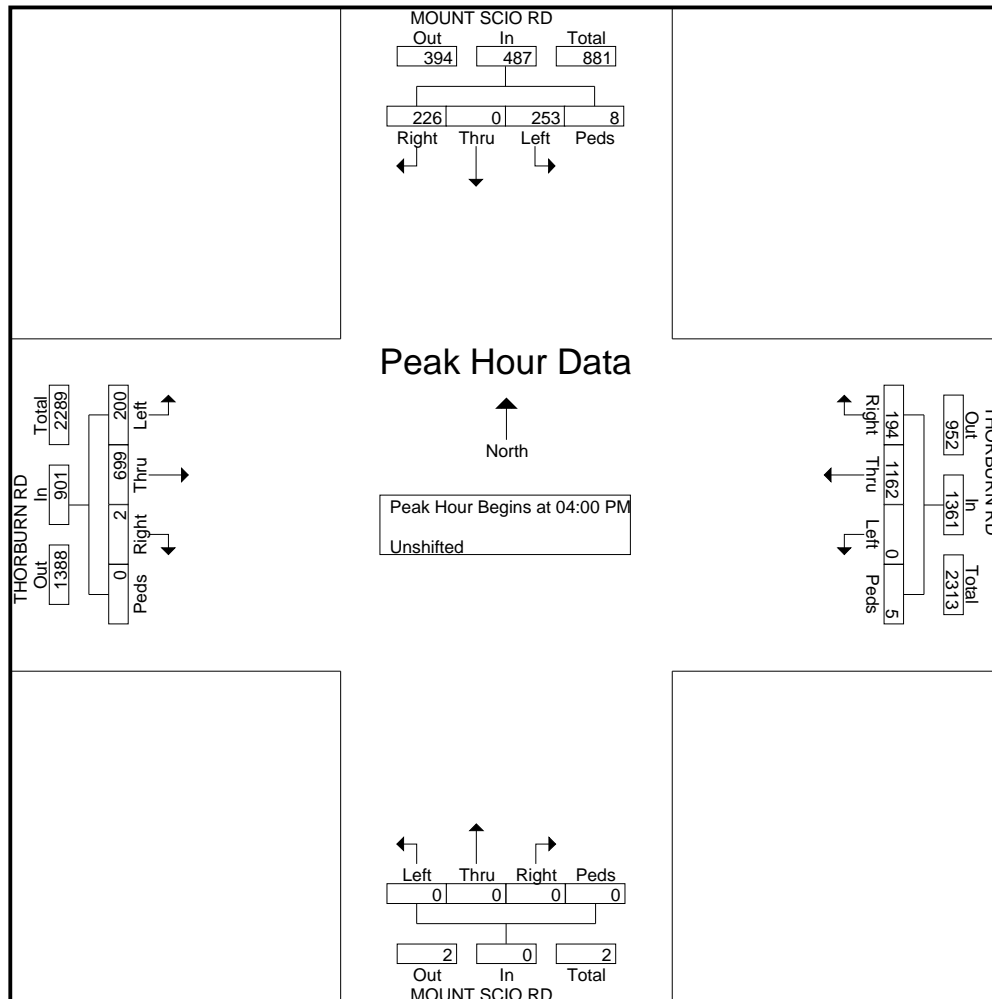 MOUNT SCIO RD
Out In Total
394 487 881
226 0 253 8
Right Thru Left Peds
Peak Hour Data
North
Peak Hour Begins at 04:00 PM
Unshifted
THORBURN RD
Total In Out
2289 901 1388
200 699 2 0
Left Thru Right Peds
THORBURN RD
Out In Total
952 1361 2313
194 1162 0 5
Right Thru Left Peds
Left Thru Right Peds
0 0 0 0
2 0 2
Out In Total
MOUNT SCIO RD